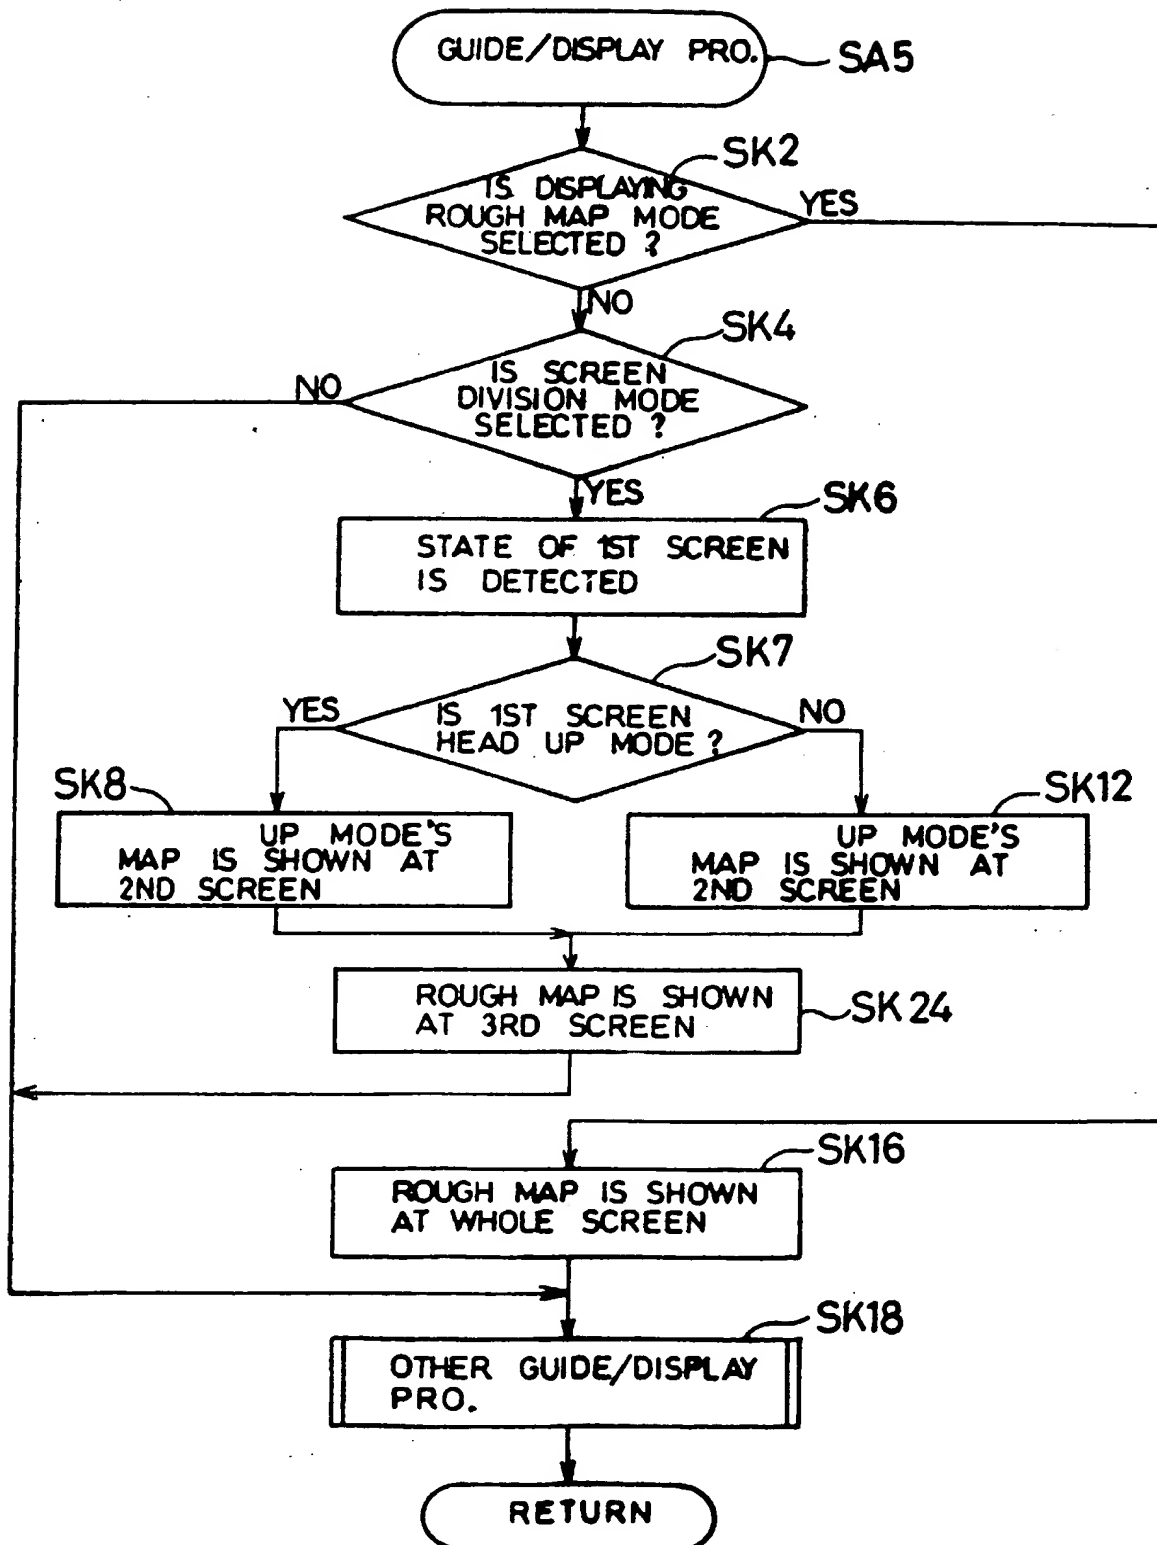 GUIDE/DISPLAY PRO.
SA5
SK2
IS DISPLAYING
ROUGH MAP MODE
SELECTED ?
YES
NO
SK4
IS SCREEN
DIVISION MODE
SELECTED ?
NO
YES
SK6
STATE OF 1ST SCREEN
IS DETECTED
SK7
IS 1ST SCREEN
HEAD UP MODE ?
YES
NO
SK8
UP MODE'S
MAP IS SHOWN AT
2ND SCREEN
SK12
UP MODE'S
MAP IS SHOWN AT
2ND SCREEN
ROUGH MAP IS SHOWN
AT 3RD SCREEN
SK24
SK16
ROUGH MAP IS SHOWN
AT WHOLE SCREEN
SK18
OTHER GUIDE/DISPLAY
PRO.
RETURN